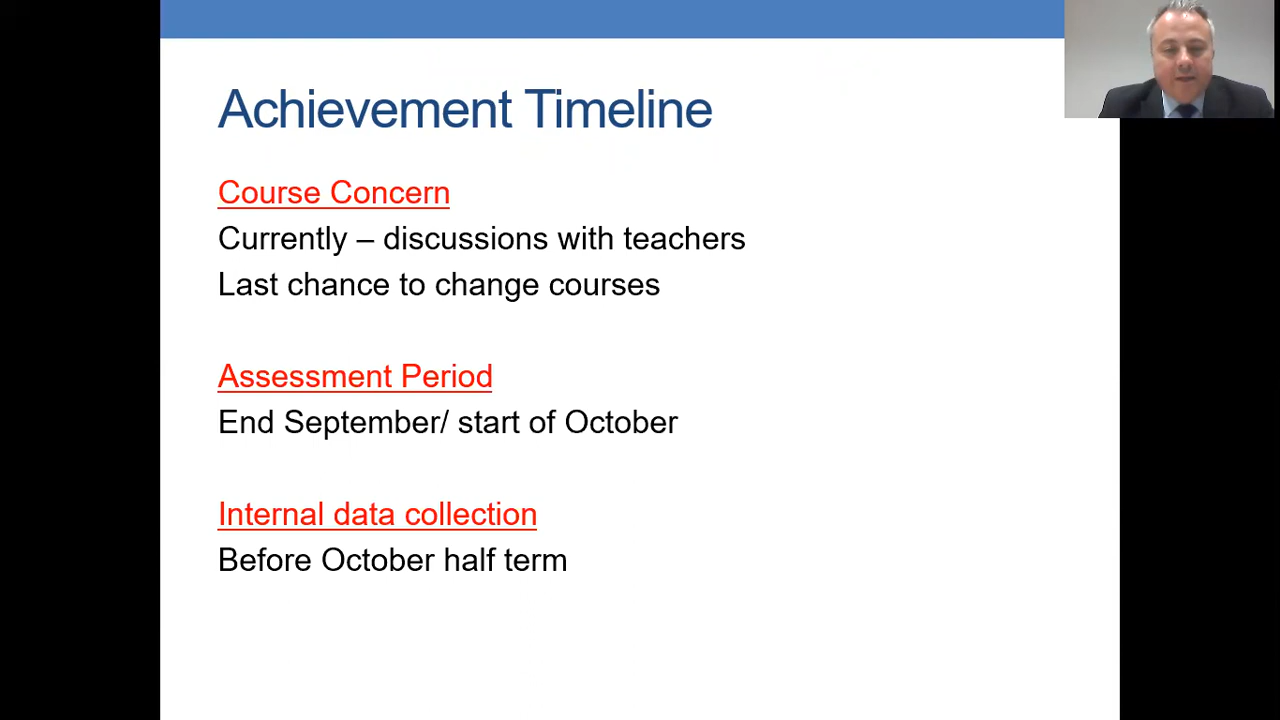 Achievement Timeline
Course Concern
Currently – discussions with teachers
Last chance to change courses
Assessment Period
End September/ start of October
Internal data collection
Before October half term